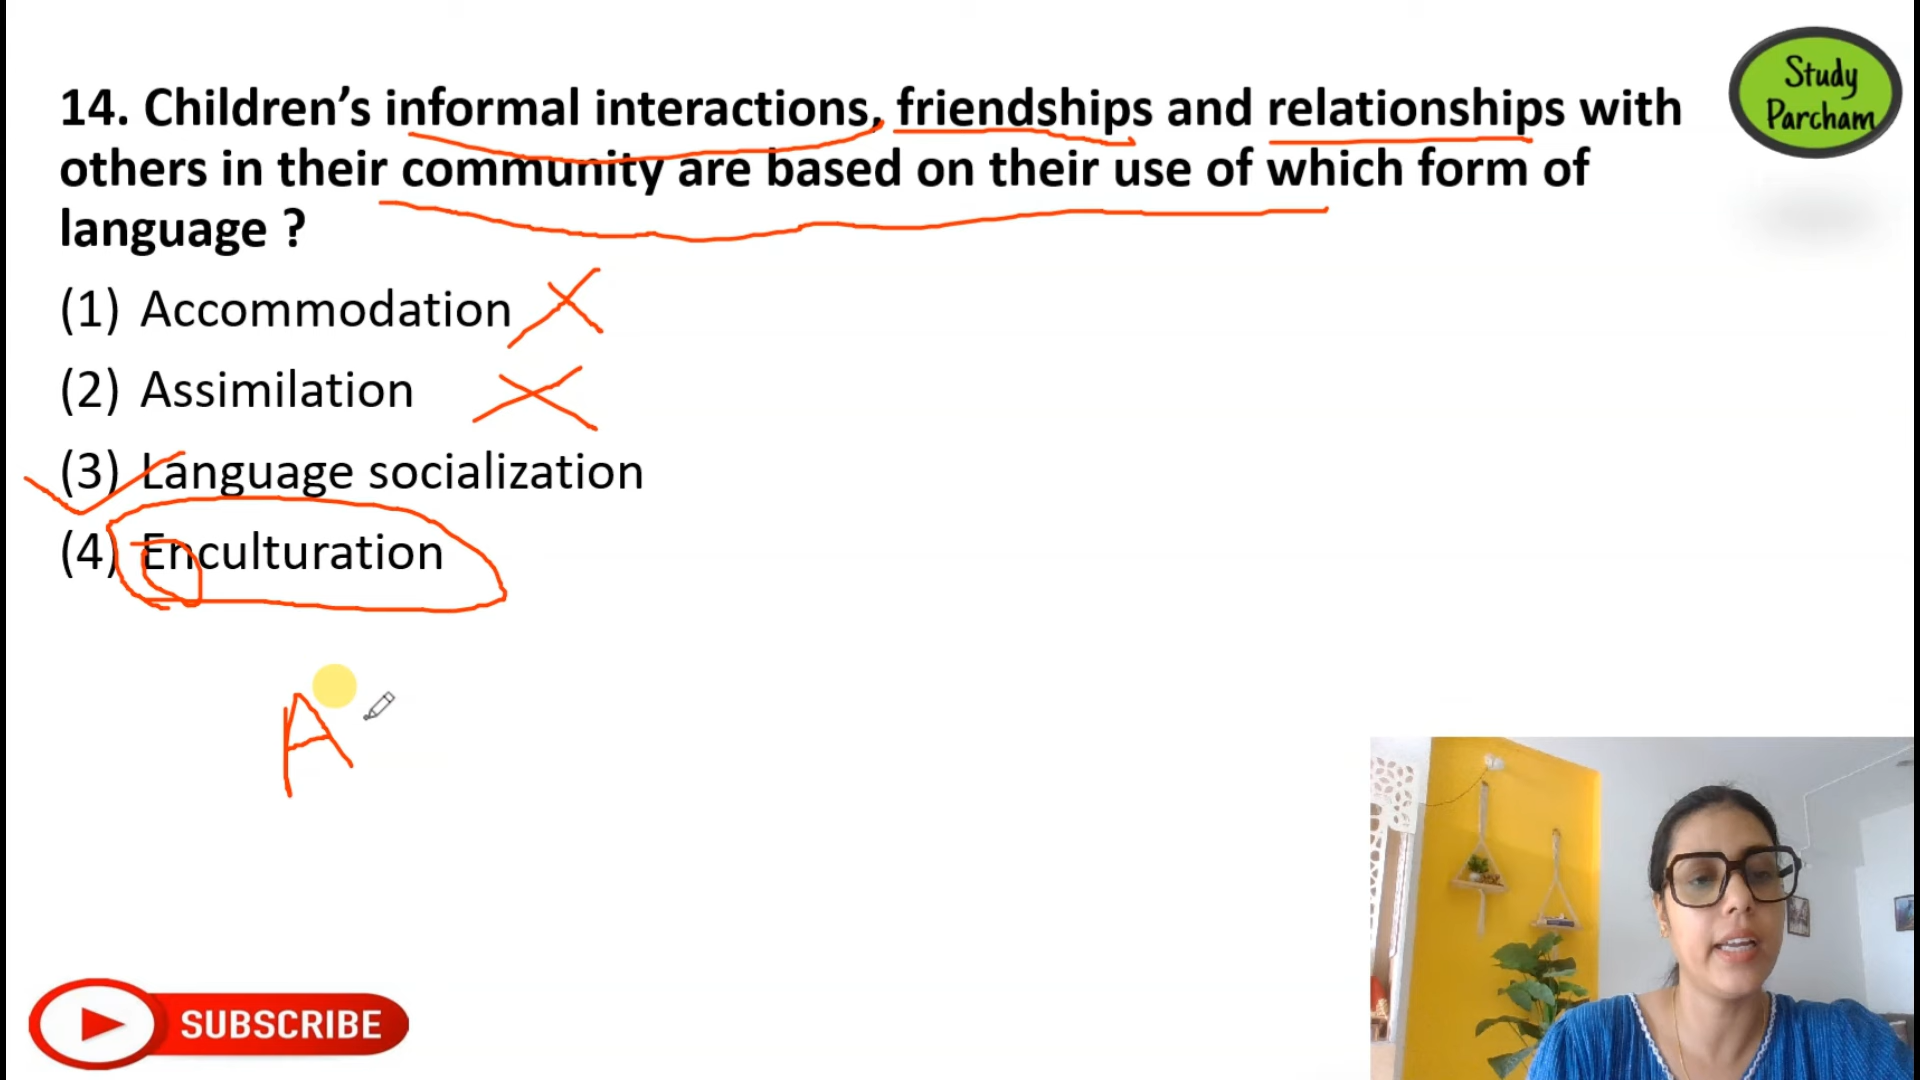 Study
Parcham
14. Children's informal interactions, friendships and relationships with
others in their community are based on their use of which form of
language ?
(1) Accommodation
(2) Assimilation
(3) Language socialization
(4) Enculturation
A
SUBSCRIBE